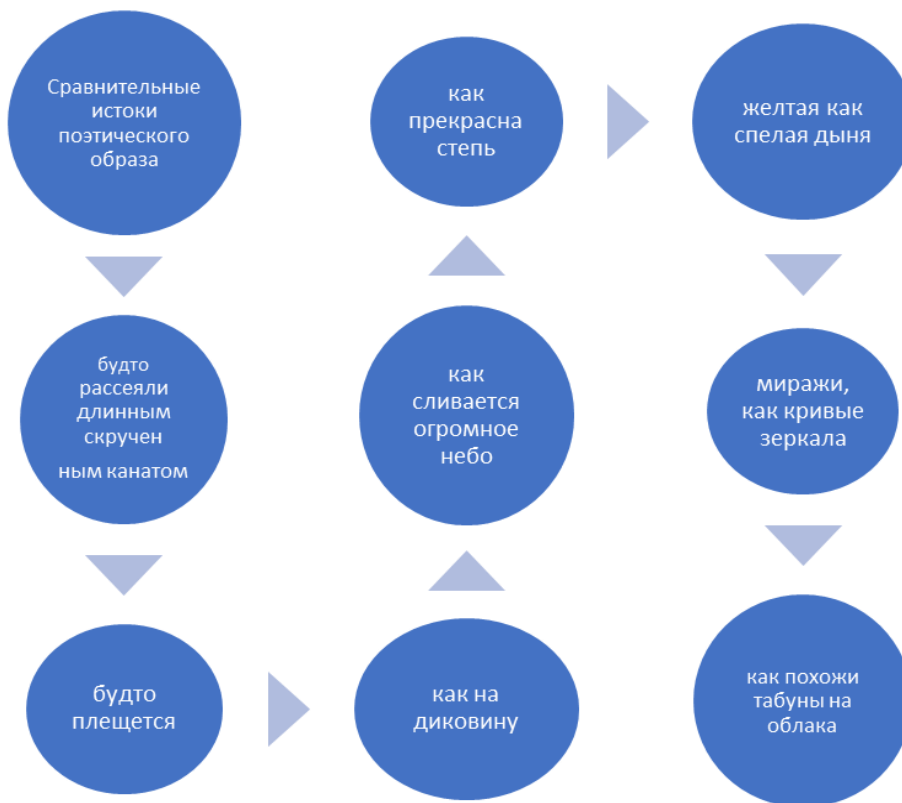 Сравнительные
истоки
поэтического
образа
будто
рассеяли
длинным
скручен
ным канатом
будто
плещется
как на
диковину
как
сливается
огромное
небо
как
прекрасна
степь
желтая как
спелая дыня
миражи,
как кривые
зеркала
как похожи
табуны на
облака